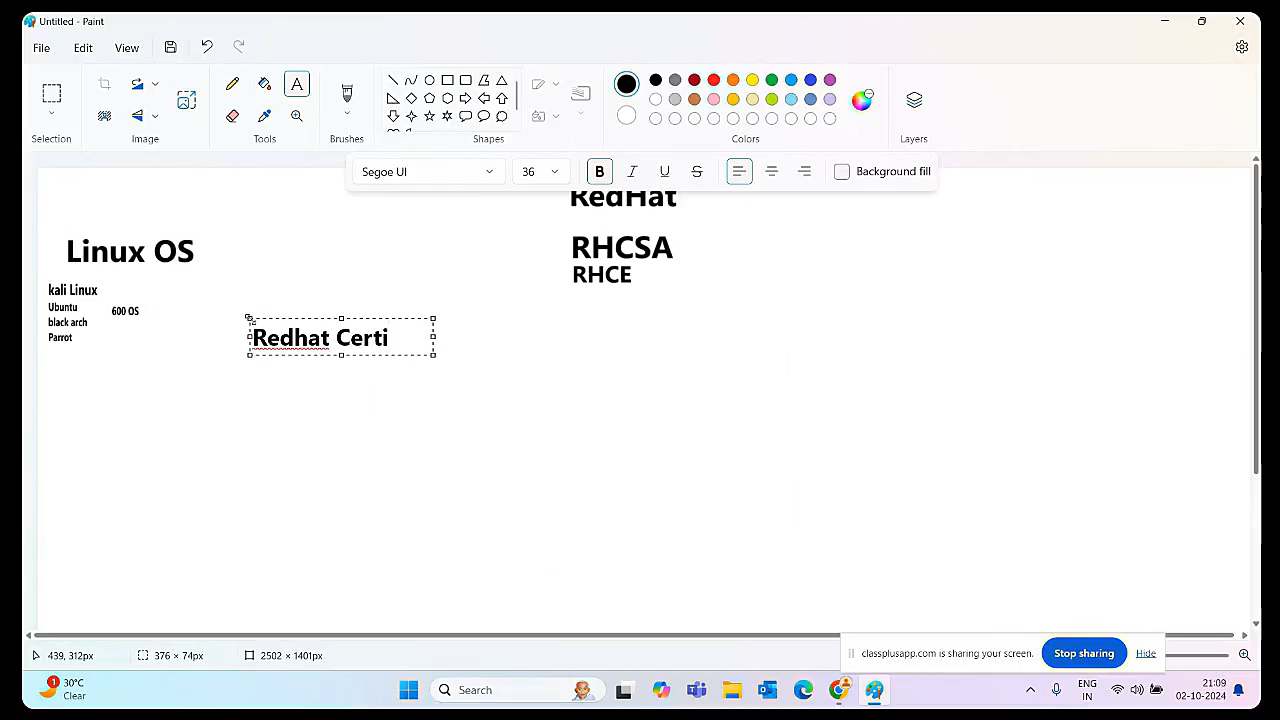 Untitled - Paint
File Edit View
Selection Image Tools Brushes Shapes Colors Layers
Segoe UI 36 B I U S Background fill
RedHat
Linux OS
RHCSA
RHCE
kali Linux
Ubuntu
600 OS
black arch
Parrot
Redhat Certi
439, 312px 376 × 74px 2502 × 1401px
classplusapp.com is sharing your screen. Stop sharing Hide
1 30°C
Clear
Search
ENG
IN
21:09
02-10-2024